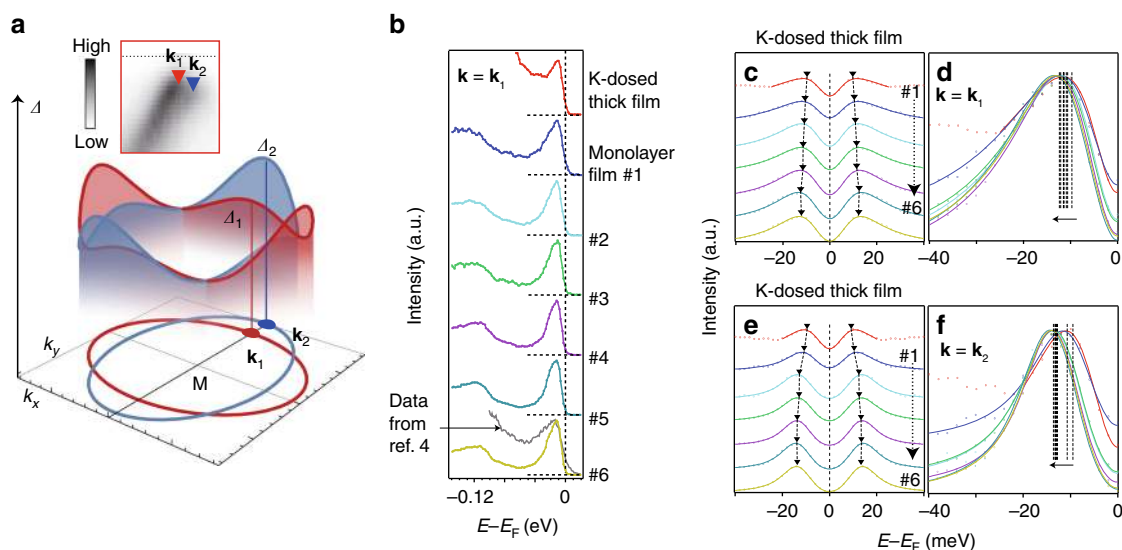 a
High
Low
k1
k2
Δ
Δ2
Δ1
ky
kx
M
k1
k2
b
k = k1
K-dosed
thick film
Monolayer
film #1
#2
#3
#4
#5
#6
Data
from
ref. 4
Intensity (a.u.)
−0.12
0
E–EF (eV)
K-dosed thick film
c
#1
#6
d
k = k1
−20
0
20
−40
−20
0
Intensity (a.u.)
K-dosed thick film
e
#1
#6
f
k = k2
−20
0
20
−40
−20
0
E–EF (meV)